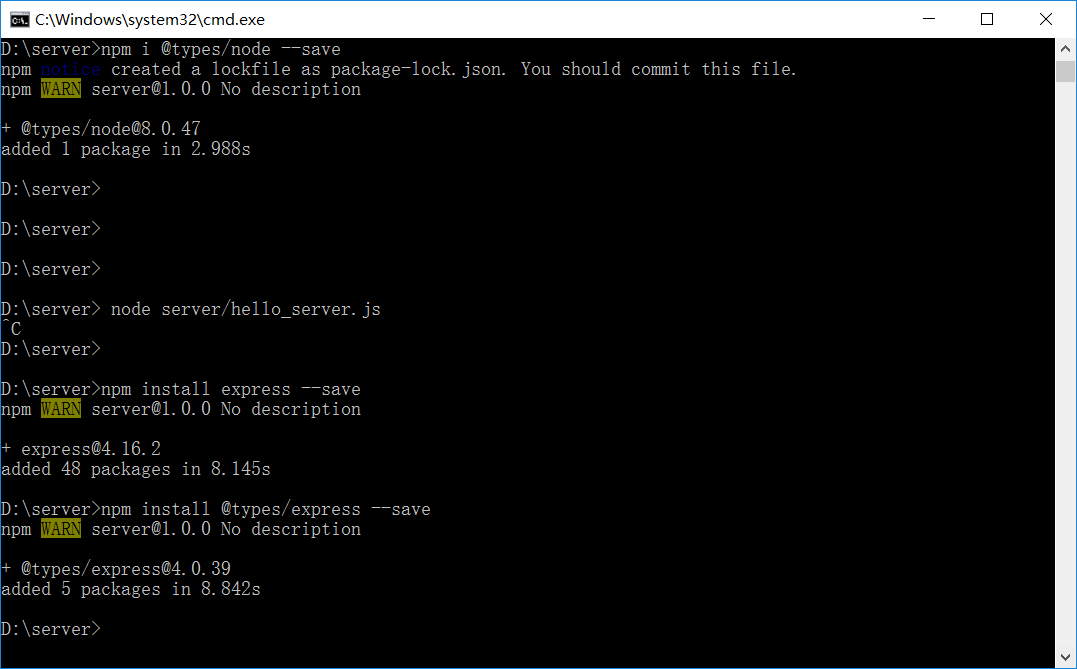 C:\Windows\system32\cmd.exe
D:\server>npm i @types/node --save
npm notice created a lockfile as package-lock.json. You should commit this file.
npm WARN server@1.0.0 No description
+ @types/node@8.0.47
added 1 package in 2.988s
D:\server>
D:\server>
D:\server>
D:\server> node server/hello_server.js
^C
D:\server>
D:\server>npm install express --save
npm WARN server@1.0.0 No description
+ express@4.16.2
added 48 packages in 8.145s
D:\server>npm install @types/express --save
npm WARN server@1.0.0 No description
+ @types/express@4.0.39
added 5 packages in 8.842s
D:\server>